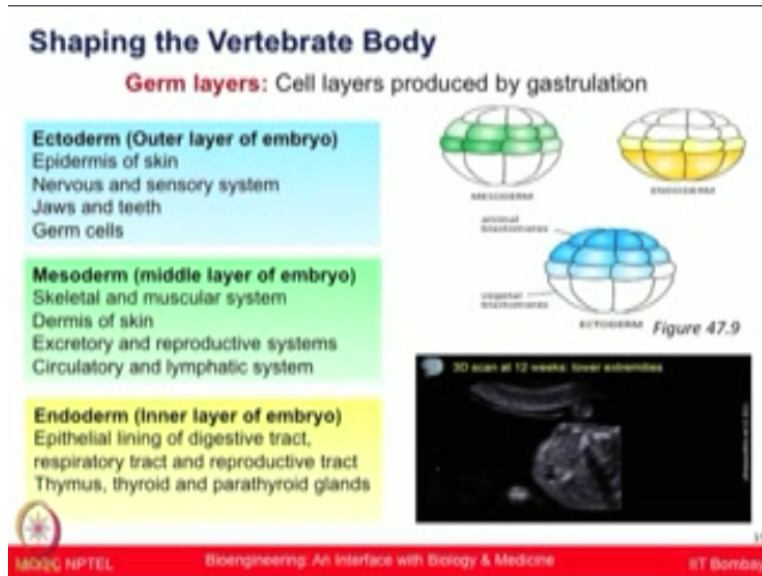 Shaping the Vertebrate Body
Germ layers: Cell layers produced by gastrulation
Ectoderm (Outer layer of embryo)
Epidermis of skin
Nervous and sensory system
Jaws and teeth
Germ cells
Mesoderm (middle layer of embryo)
Skeletal and muscular system
Dermis of skin
Excretory and reproductive systems
Circulatory and lymphatic system
Endoderm (Inner layer of embryo)
Epithelial lining of digestive tract,
respiratory tract and reproductive tract
Thymus, thyroid and parathyroid glands
MESODERM
ENDODERM
animal
blastomeres
vegetal
blastomeres
ECTODERM
Figure 47.9
3D scan at 12 weeks: lower extremities
MOOC NPTEL
Bioengineering: An Interface with Biology & Medicine
IIT Bombay